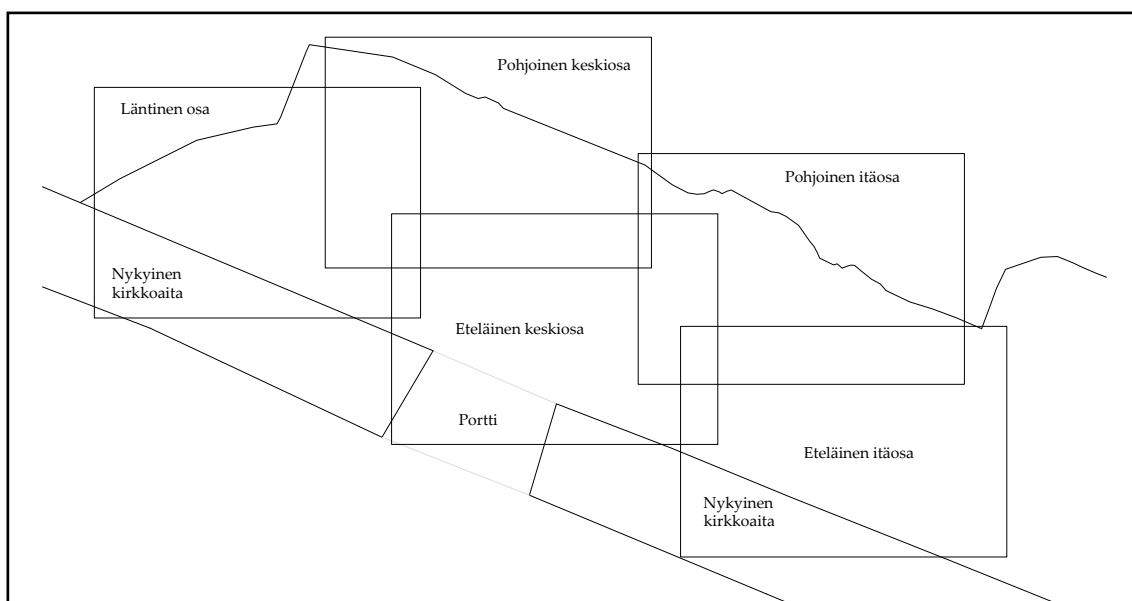 Pohjoinen keskiosa
Läntinen osa
Pohjoinen itäosa
Nykyinen
kirkkoaita
Eteläinen keskiosa
Portti
Eteläinen itäosa
Nykyinen
kirkkoaita